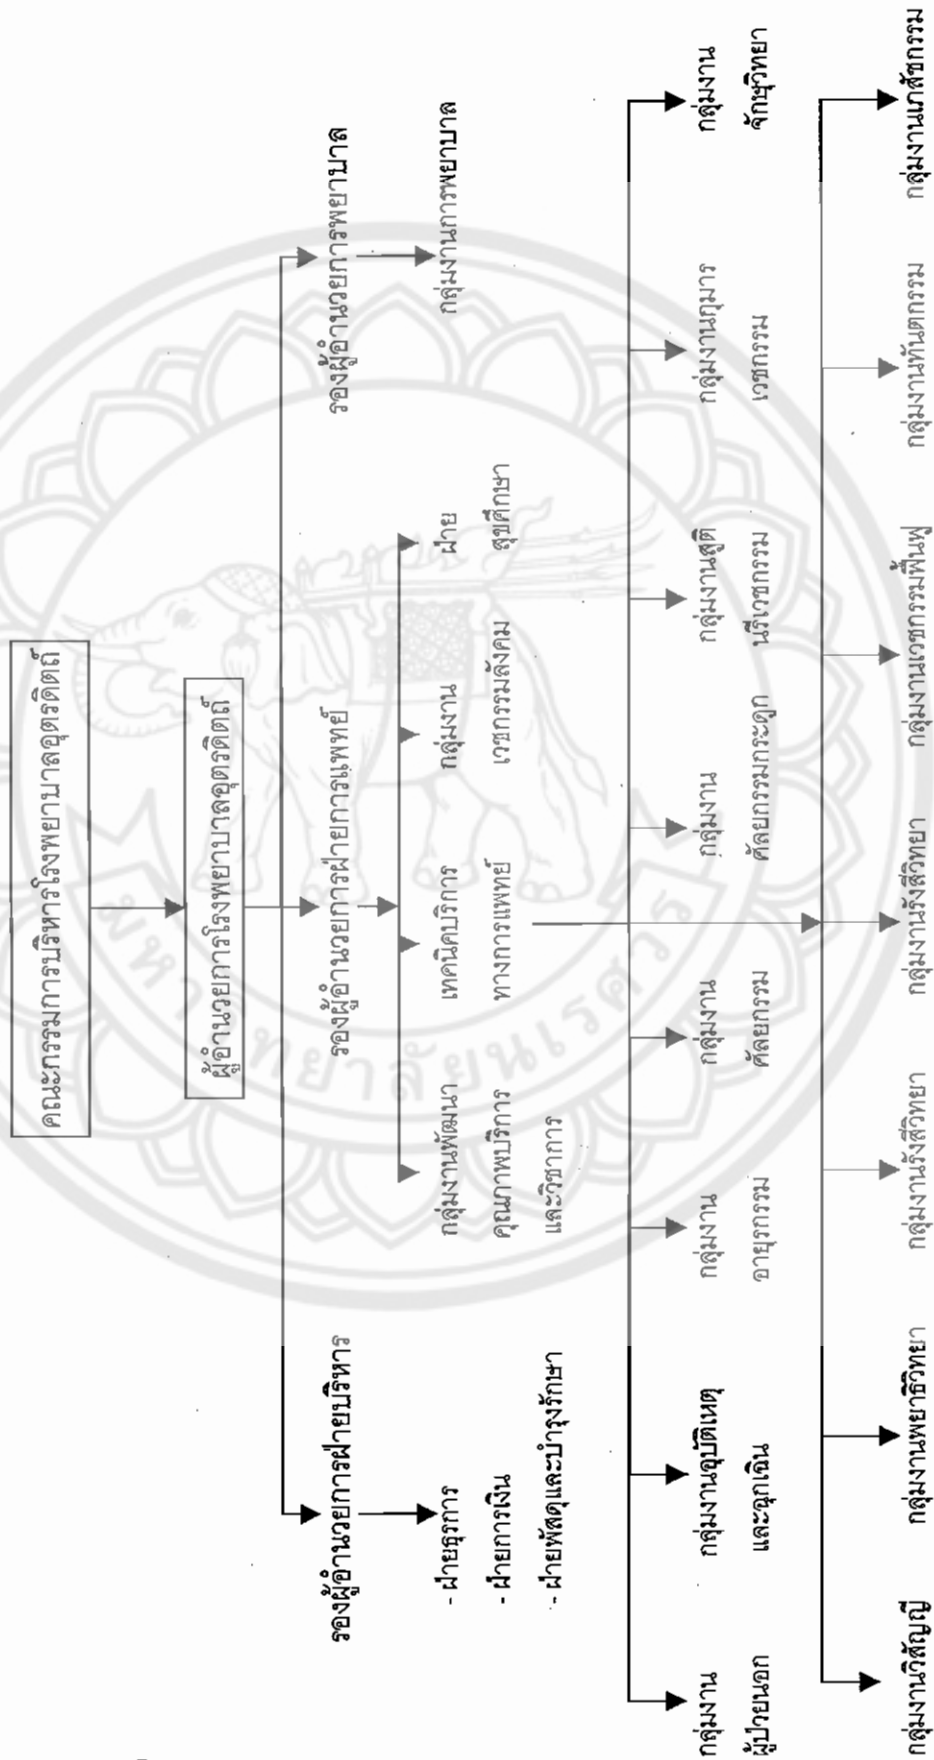 คณะกรรมการบริหารโรงพยาบาลอุตรดิตถ์
ผู้อำนวยการโรงพยาบาลอุตรดิตถ์
รองผู้อำนวยการฝ่ายบริหาร
รองผู้อำนวยการฝ่ายการแพทย์
รองผู้อำนวยการพยาบาล
- ฝ่ายธุรการ
- ฝ่ายการเงิน
- ฝ่ายพัสดุและบำรุงรักษา
กลุ่มงานพัฒนา
คุณภาพบริการ
และวิชาการ
เทคนิคบริการ
ทางการแพทย์
กลุ่มงาน
เวชกรรมสังคม
ฝ่าย
สุขศึกษา
กลุ่มงานการพยาบาล
กลุ่มงาน
ผู้ป่วยนอก
กลุ่มงานอุบัติเหตุ
และฉุกเฉิน
กลุ่มงาน
อายุรกรรม
กลุ่มงาน
ศัลยกรรม
กลุ่มงาน
ศัลยกรรมกระดูก
กลุ่มงานสูติ
นรีเวชกรรม
กลุ่มงานกุมาร
เวชกรรม
กลุ่มงาน
จักษุวิทยา
กลุ่มงานวิสัญญี
กลุ่มงานพยาธิวิทยา
กลุ่มงานรังสีวิทยา
กลุ่มงานรังสีวิทยา
กลุ่มงานเวชกรรมฟื้นฟู
กลุ่มงานทันตกรรม
กลุ่มงานเภสัชกรรม
มหาวิทยาลัยนเรศวร